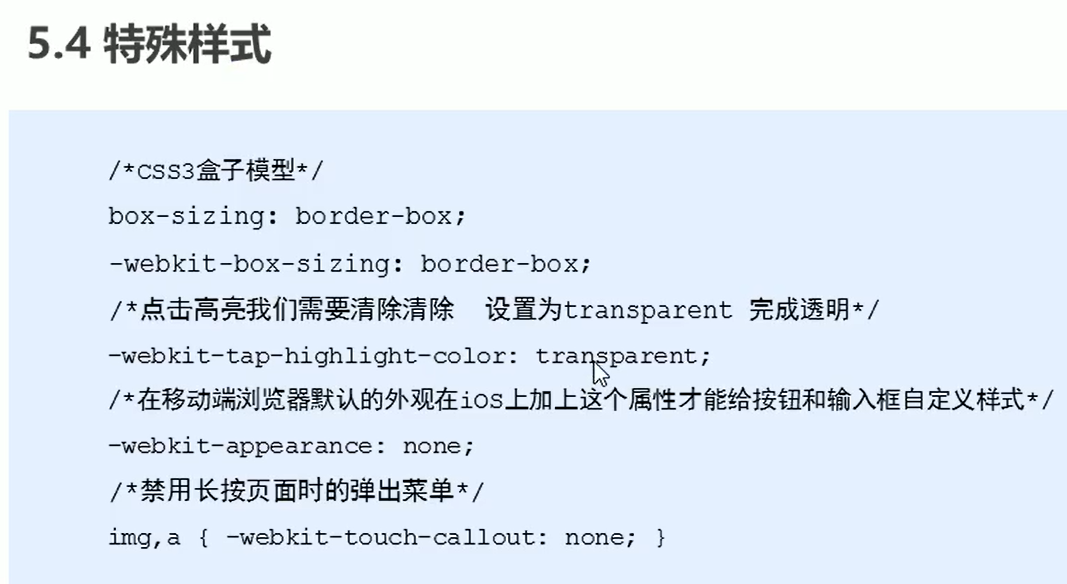 5.4 特殊样式
/*CSS3盒子模型*/
box-sizing: border-box;
-webkit-box-sizing: border-box;
/*点击高亮我们需要清除清除  设置为transparent 完成透明*/
-webkit-tap-highlight-color: transparent;
/*在移动端浏览器默认的外观在iOS上加上这个属性才能给按钮和输入框自定义样式*/
-webkit-appearance: none;
/*禁用长按页面时的弹出菜单*/
img,a { -webkit-touch-callout: none; }